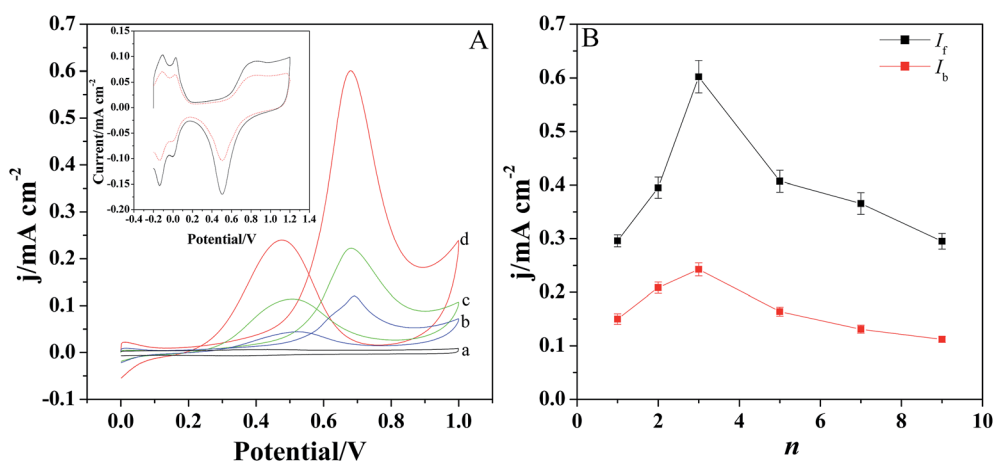 A
0.7
0.6
0.5
0.4
0.3
0.2
0.1
0.0
-0.1
j/mA cm-2
0.0 0.2 0.4 0.6 0.8 1.0
Potential/V
d
c
b
a
0.15
0.10
0.05
0.00
-0.05
-0.10
-0.15
-0.20
Current/mA cm-2
-0.4 -0.2 0.0 0.2 0.4 0.6 0.8 1.0 1.2 1.4
Potential/V
B
If
Ib
0.7
0.6
0.5
0.4
0.3
0.2
0.1
0.0
j/mA cm-2
0 2 4 6 8 10
n